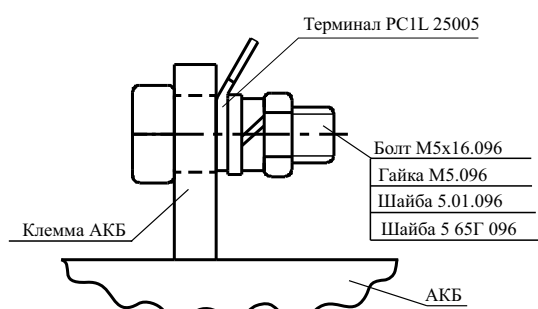 Терминал РС1L 25005
Болт М5х16.096
Гайка М5.096
Шайба 5.01.096
Шайба 5 65Г 096
Клемма АКБ
АКБ